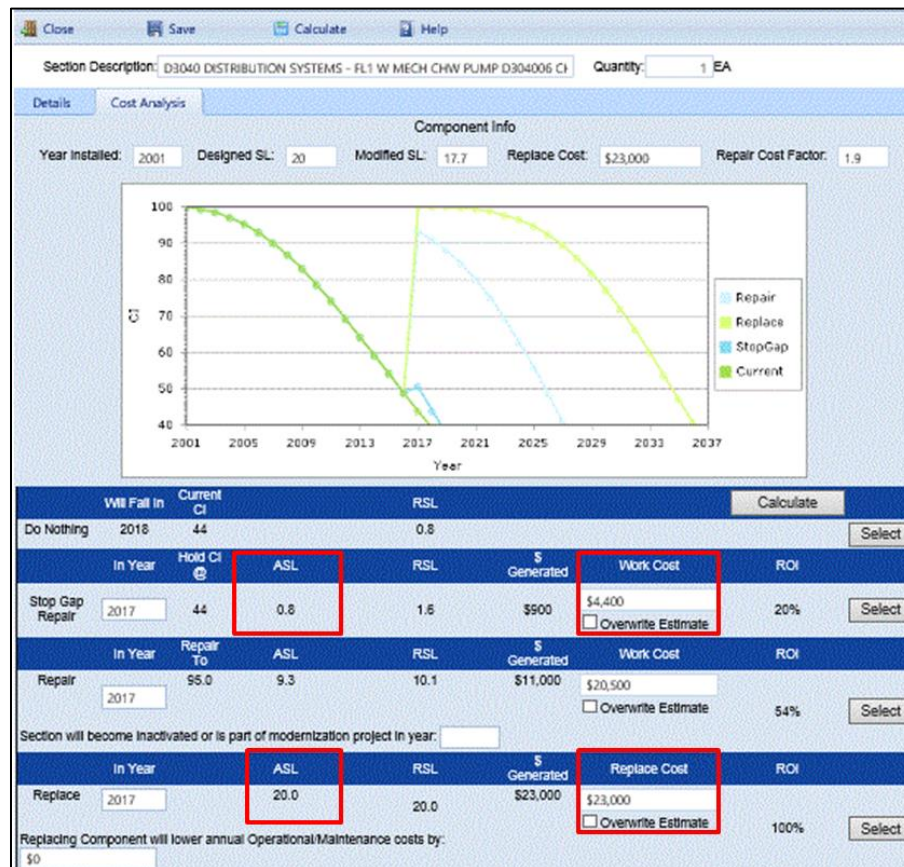 Close Save Calculate Help
Section Description: D3040 DISTRIBUTION SYSTEMS - FL1 W MECH CHW PUMP D304006 CH Quantity: 1 EA
Details Cost Analysis
Component Info
Year Installed: 2001 Designed SL: 20 Modified SL: 17.7 Replace Cost: $23,000 Repair Cost Factor: 1.9
100
90
80
70
60
50
40
CI
Repair
Replace
StopGap
Current
2001 2005 2009 2013 2017 2021 2025 2029 2033 2037
Year
Will Fall In Current CI RSL Calculate
Do Nothing 2018 44 0.8 Select
In Year Hold CI @ ASL RSL $ Generated Work Cost ROI
Stop Gap Repair 2017 44 0.8 1.6 $900 $4,400 20% Select
Overwrite Estimate
In Year Repair To ASL RSL $ Generated Work Cost ROI
Repair 2017 95.0 9.3 10.1 $11,000 $20,500 54% Select
Overwrite Estimate
Section will become inactivated or is part of modernization project in year:
In Year ASL RSL $ Generated Replace Cost ROI
Replace 2017 20.0 20.0 $23,000 $23,000 100% Select
Overwrite Estimate
Replacing Component will lower annual Operational/Maintenance costs by:
$0